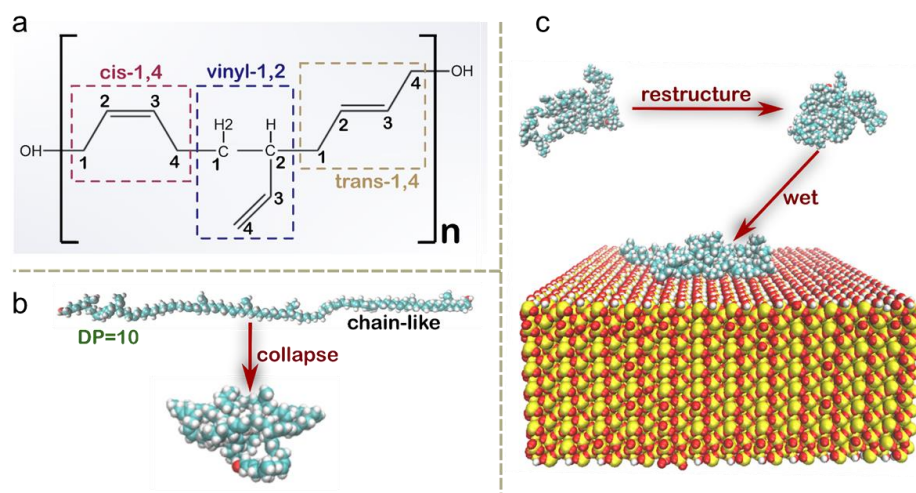 a
cis-1,4
vinyl-1,2
4
OH
2
3
H2
H
2
3
OH
C
C
1
4
1
2
1
trans-1,4
3
4
n
b
DP=10
chain-like
collapse
c
restructure
wet